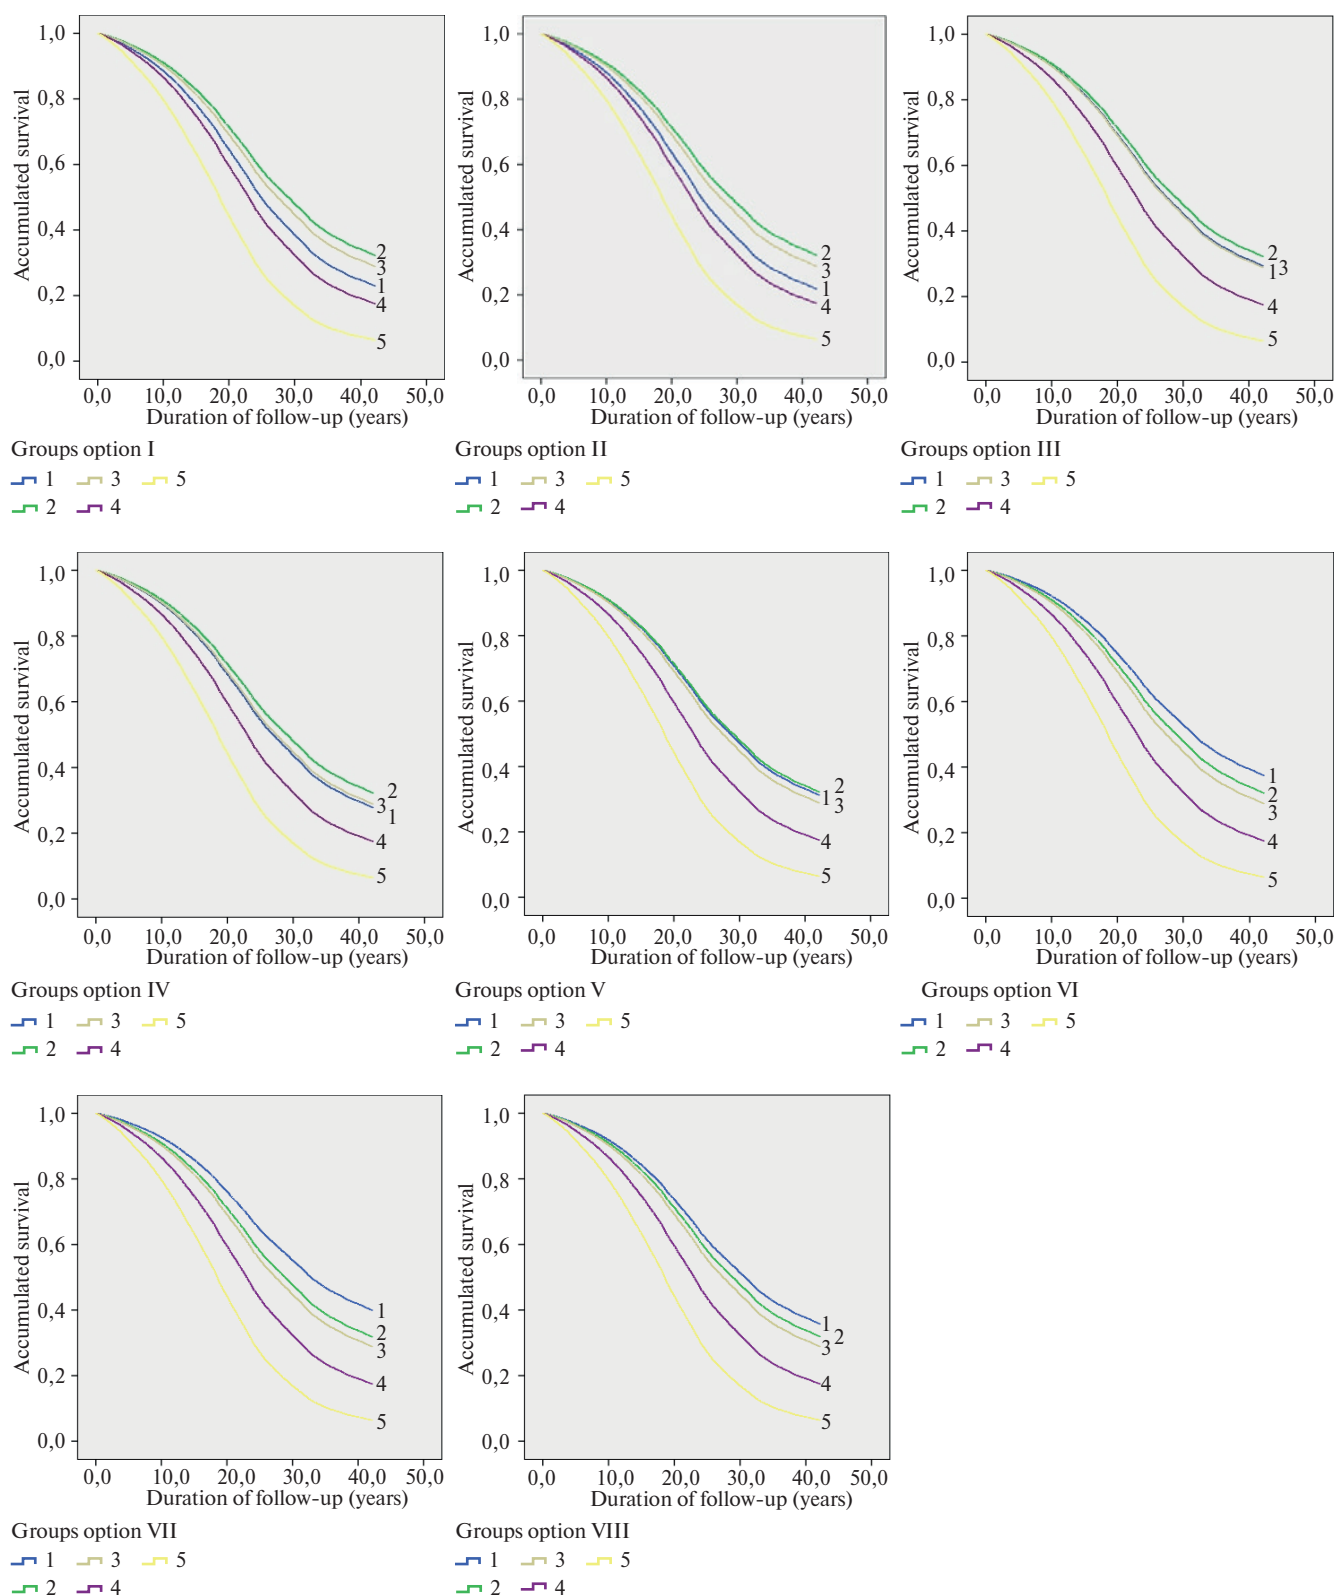 Accumulated survival
1,0
0,8
0,6
0,4
0,2
0,0
2
3
1
4
5
0,0 10,0 20,0 30,0 40,0 50,0
Duration of follow-up (years)
Groups option I
1 3 5
2 4
Accumulated survival
1,0
0,8
0,6
0,4
0,2
0,0
2
3
1
4
5
0,0 10,0 20,0 30,0 40,0 50,0
Duration of follow-up (years)
Groups option II
1 3 5
2 4
Accumulated survival
1,0
0,8
0,6
0,4
0,2
0,0
2
13
4
5
0,0 10,0 20,0 30,0 40,0 50,0
Duration of follow-up (years)
Groups option III
1 3 5
2 4
Accumulated survival
1,0
0,8
0,6
0,4
0,2
0,0
2
3
1
4
5
0,0 10,0 20,0 30,0 40,0 50,0
Duration of follow-up (years)
Groups option IV
1 3 5
2 4
Accumulated survival
1,0
0,8
0,6
0,4
0,2
0,0
2
1 3
4
5
0,0 10,0 20,0 30,0 40,0 50,0
Duration of follow-up (years)
Groups option V
1 3 5
2 4
Accumulated survival
1,0
0,8
0,6
0,4
0,2
0,0
1
2
3
4
5
0,0 10,0 20,0 30,0 40,0 50,0
Duration of follow-up (years)
Groups option VI
1 3 5
2 4
Accumulated survival
1,0
0,8
0,6
0,4
0,2
0,0
1
2
3
4
5
0,0 10,0 20,0 30,0 40,0 50,0
Duration of follow-up (years)
Groups option VII
1 3 5
2 4
Accumulated survival
1,0
0,8
0,6
0,4
0,2
0,0
1
2
3
4
5
0,0 10,0 20,0 30,0 40,0 50,0
Duration of follow-up (years)
Groups option VIII
1 3 5
2 4